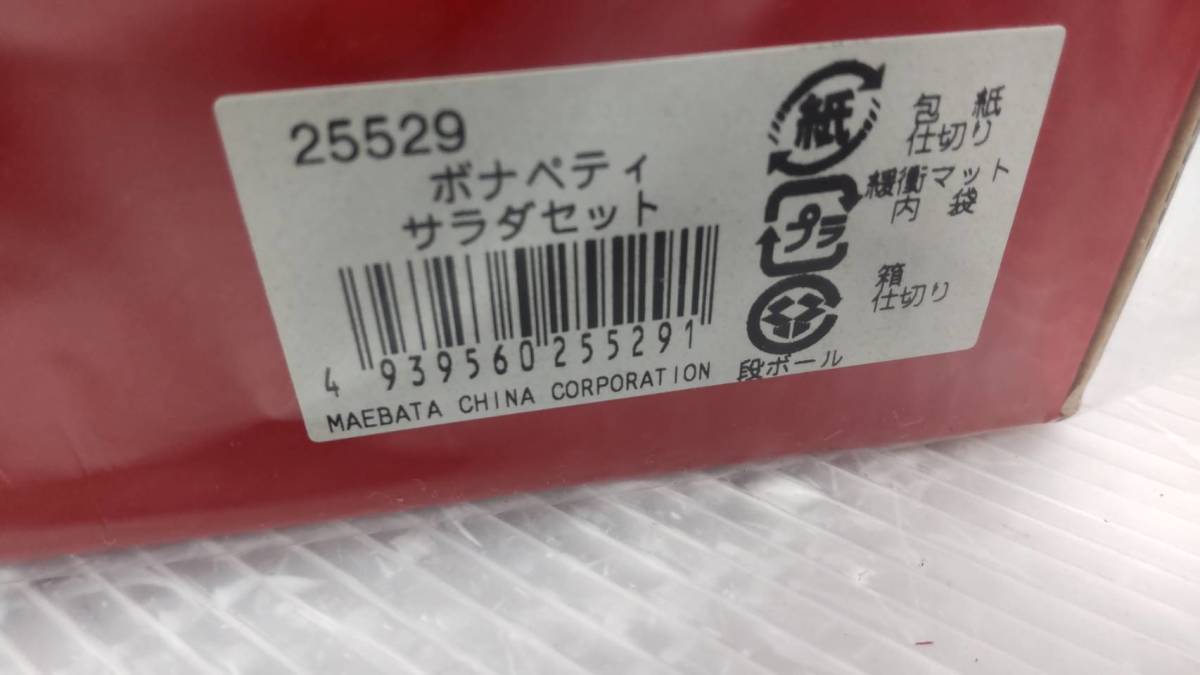 25529
ボナペティ
サラダセット
4 939560 255291
MAEBATA CHINA CORPORATION
紙
包 紙
仕切り
プラ
緩衝マット
内 袋
箱
仕切り
段ボール